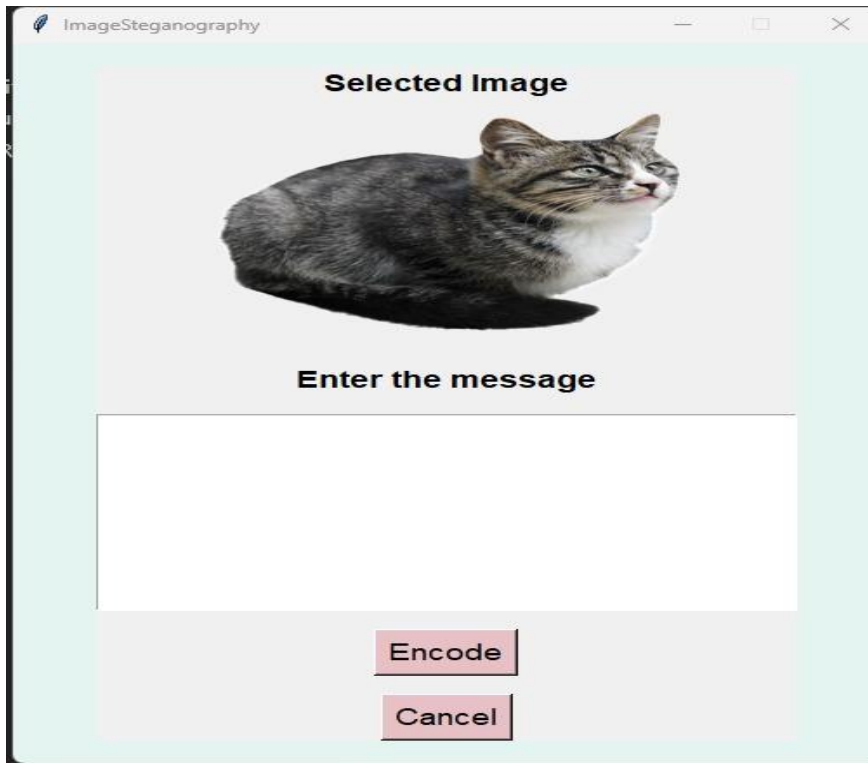 ImageSteganography
Selected Image
Enter the message
Encode
Cancel